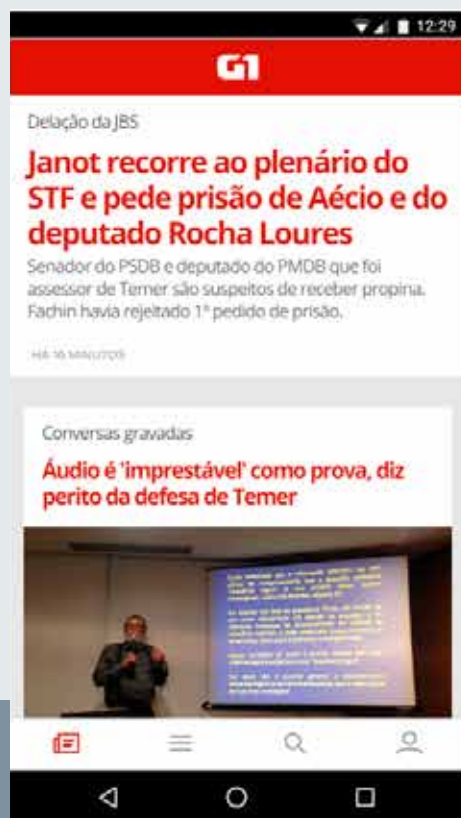 12:29
G1
Delação da JBS
Janot recorre ao plenário do
STF e pede prisão de Aécio e do
deputado Rocha Loures
Senador do PSDB e deputado do PMDB que foi
assessor de Temer são suspeitos de receber propina.
Fachin havia rejeitado 1º pedido de prisão.
HÁ 16 MINUTOS
Conversas gravadas
Áudio é 'imprestável' como prova, diz
perito da defesa de Temer